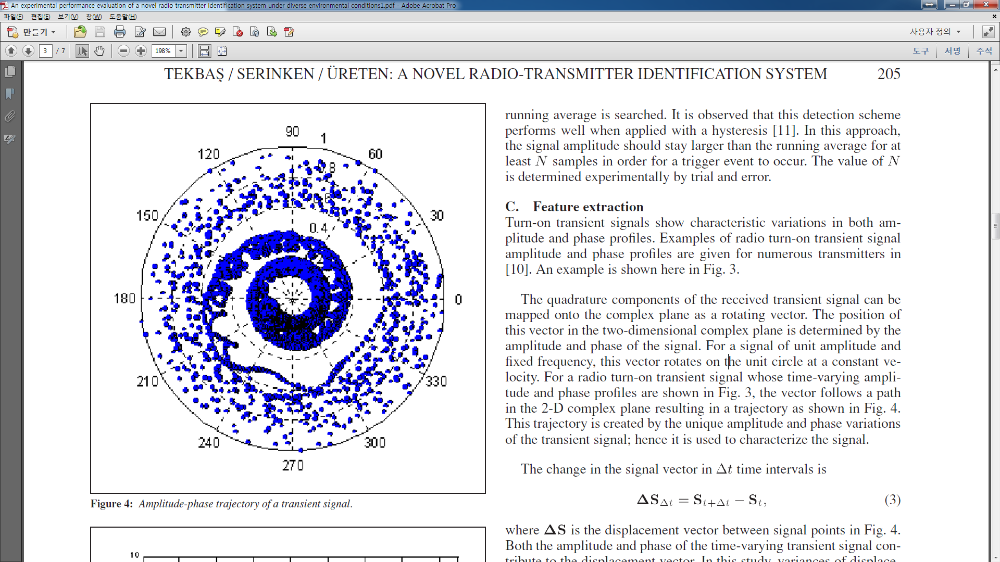 An experimental performance evaluation of a novel radio transmitter identification system under diverse environmental conditions1.pdf - Adobe Acrobat Pro
파일(F) 편집(E) 보기(V) 창(W) 도움말(H)
만들기
사용자 정의
3 / 7
198%
도구 서명 주석
TEKBAŞ / SERINKEN / ÜRETEN: A NOVEL RADIO-TRANSMITTER IDENTIFICATION SYSTEM 205
90
1
120
60
0.8
0.6
150
30
0.4
180
0
210
330
240
300
270
Figure 4: Amplitude-phase trajectory of a transient signal.
10
running average is searched. It is observed that this detection scheme
performs well when applied with a hysteresis [11]. In this approach,
the signal amplitude should stay larger than the running average for at
least N samples in order for a trigger event to occur. The value of N
is determined experimentally by trial and error.
C. Feature extraction
Turn-on transient signals show characteristic variations in both am-
plitude and phase profiles. Examples of radio turn-on transient signal
amplitude and phase profiles are given for numerous transmitters in
[10]. An example is shown here in Fig. 3.
The quadrature components of the received transient signal can be
mapped onto the complex plane as a rotating vector. The position of
this vector in the two-dimensional complex plane is determined by the
amplitude and phase of the signal. For a signal of unit amplitude and
fixed frequency, this vector rotates on the unit circle at a constant ve-
locity. For a radio turn-on transient signal whose time-varying ampli-
tude and phase profiles are shown in Fig. 3, the vector follows a path
in the 2-D complex plane resulting in a trajectory as shown in Fig. 4.
This trajectory is created by the unique amplitude and phase variations
of the transient signal; hence it is used to characterize the signal.
The change in the signal vector in Δt time intervals is
ΔS_Δt = S_t+Δt − S_t, (3)
where ΔS is the displacement vector between signal points in Fig. 4.
Both the amplitude and phase of the time-varying transient signal con-
tribute to the displacement vector. In this study, variances of displace-